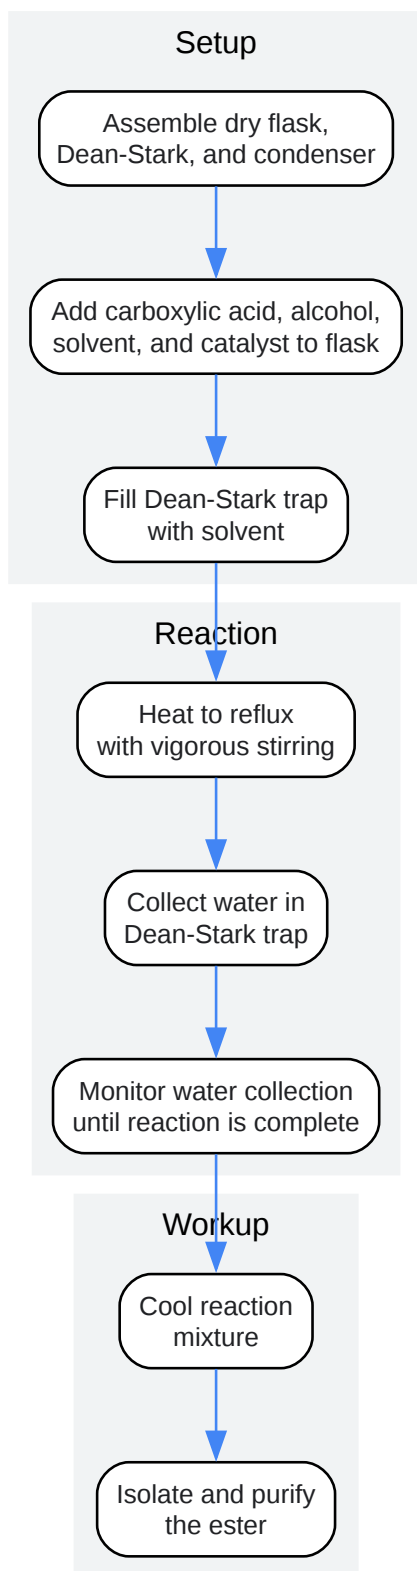 Setup
Assemble dry flask,
Dean-Stark, and condenser
Add carboxylic acid, alcohol,
solvent, and catalyst to flask
Fill Dean-Stark trap
with solvent
Reaction
Heat to reflux
with vigorous stirring
Collect water in
Dean-Stark trap
Monitor water collection
until reaction is complete
Workup
Cool reaction
mixture
Isolate and purify
the ester